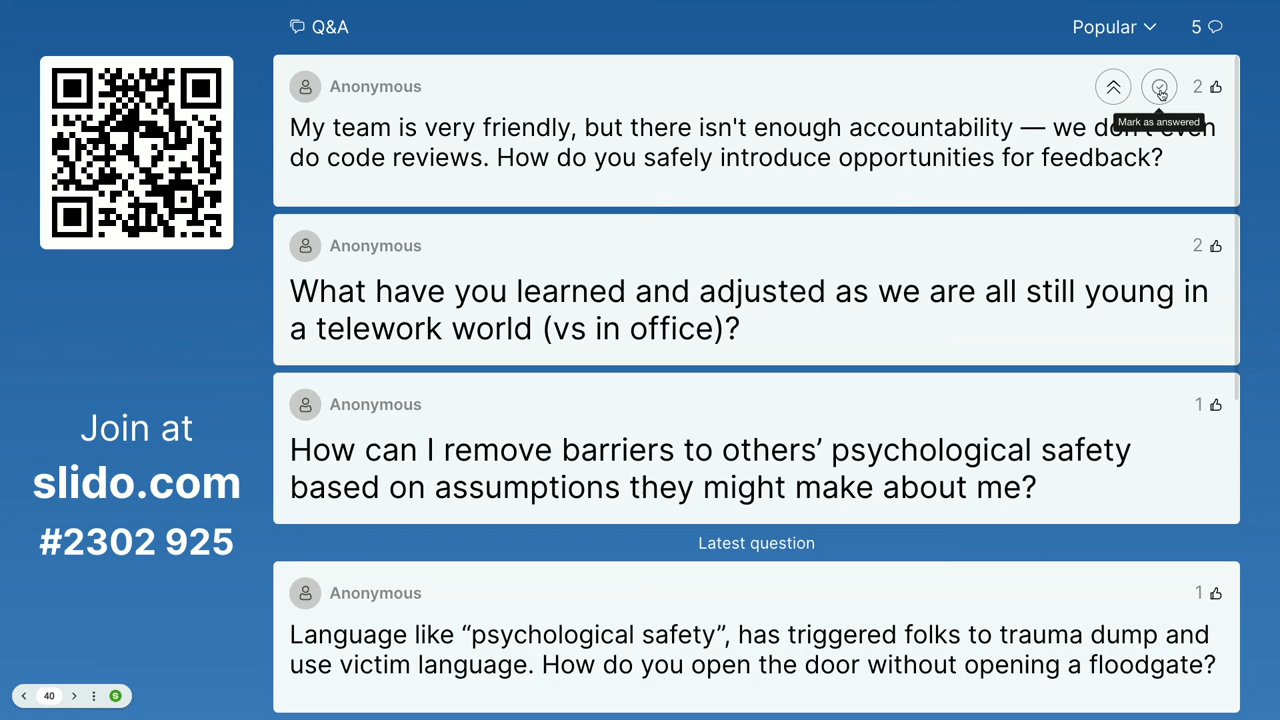 Q&A
Popular
5
Anonymous
2
Mark as answered
My team is very friendly, but there isn't enough accountability — we don't even
do code reviews. How do you safely introduce opportunities for feedback?
Anonymous
2
What have you learned and adjusted as we are all still young in
a telework world (vs in office)?
Anonymous
1
How can I remove barriers to others’ psychological safety
based on assumptions they might make about me?
Latest question
Anonymous
1
Language like “psychological safety”, has triggered folks to trauma dump and
use victim language. How do you open the door without opening a floodgate?
Join at
slido.com
#2302 925
40
S